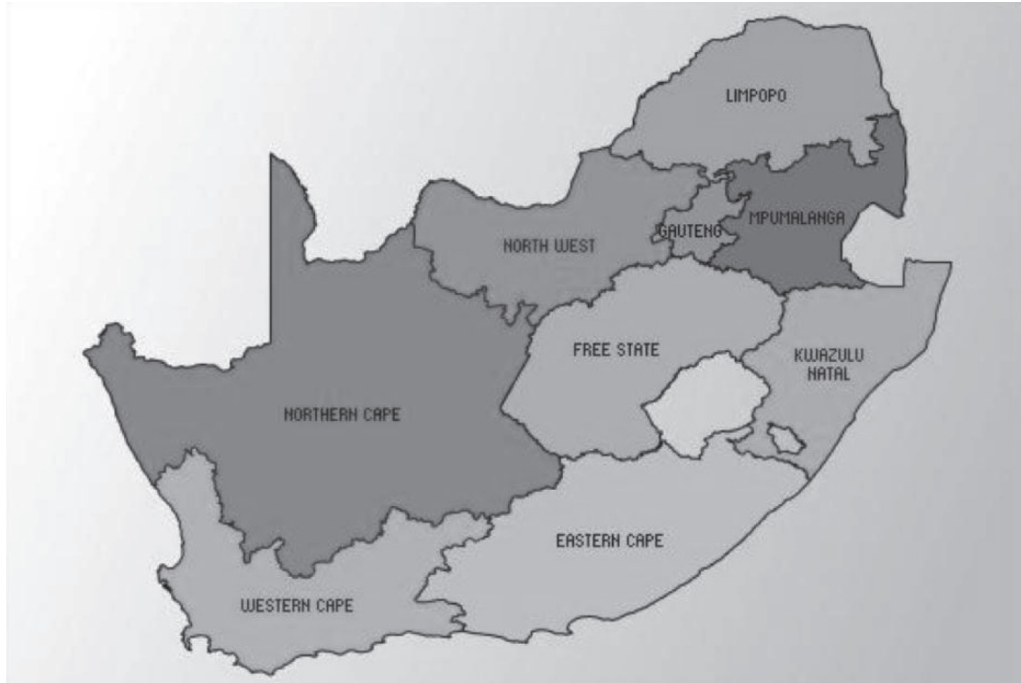 LIMPOPO
MPUMALANGA
GAUTENG
NORTH WEST
FREE STATE
KWAZULU
NATAL
NORTHERN CAPE
EASTERN CAPE
WESTERN CAPE